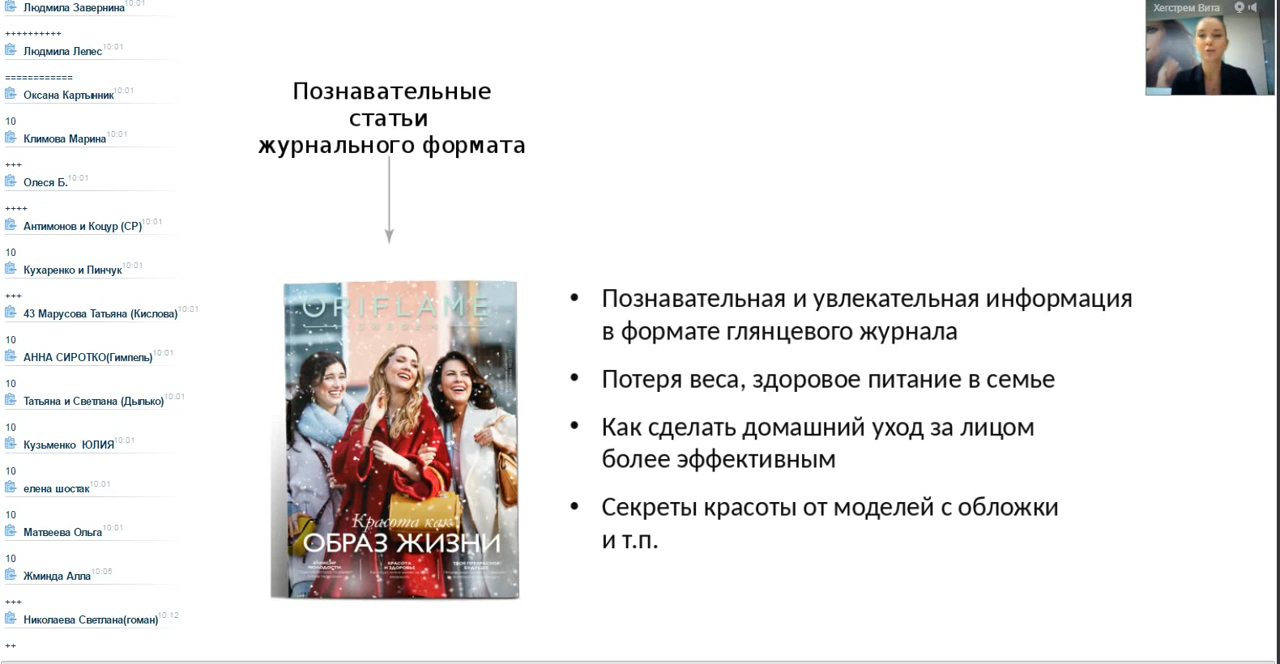 Людмила Завернина 10:01
++++++++++
Людмила Лелес 10:01
============
Оксана Картынник 10:01
10
Климова Марина 10:01
+++
Олеся Б. 10:01
++++
Антимонов и Коцур (СР) 10:01
10
Кухаренко и Пинчук 10:01
+++
43 Марусова Татьяна (Кислова) 10:01
10
АННА СИРОТКО(Гимпель) 10:01
10
Татьяна и Светлана (Дылько) 10:01
10
Кузьменко ЮЛИЯ 10:01
10
елена шостак 10:01
10
Матвеева Ольга 10:01
10
Жминда Алла 10:05
+++
Николаева Светлана(гоман) 10:12
++
Познавательные
статьи
журнального формата
ORIFLAME
SWEDEN
Красота как
ОБРАЗ ЖИЗНИ
КРАСОТА
И ЗДОРОВЬЕ
Познавательная и увлекательная информация
в формате глянцевого журнала
Потеря веса, здоровое питание в семье
Как сделать домашний уход за лицом
более эффективным
Секреты красоты от моделей с обложки
и т.п.
Хегстрем Вита